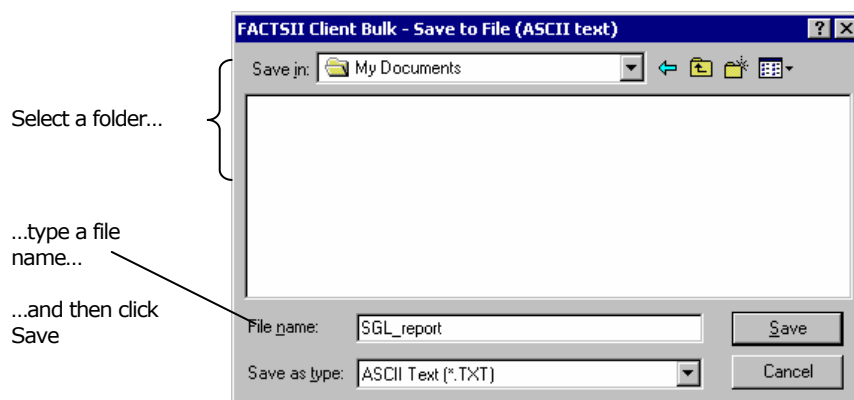 FACTSII Client Bulk - Save to File (ASCII text)
Save in: My Documents
Select a folder…
…type a file
name…
…and then click
Save
File name: SGL_report Save
Save as type: ASCII Text (*.TXT) Cancel